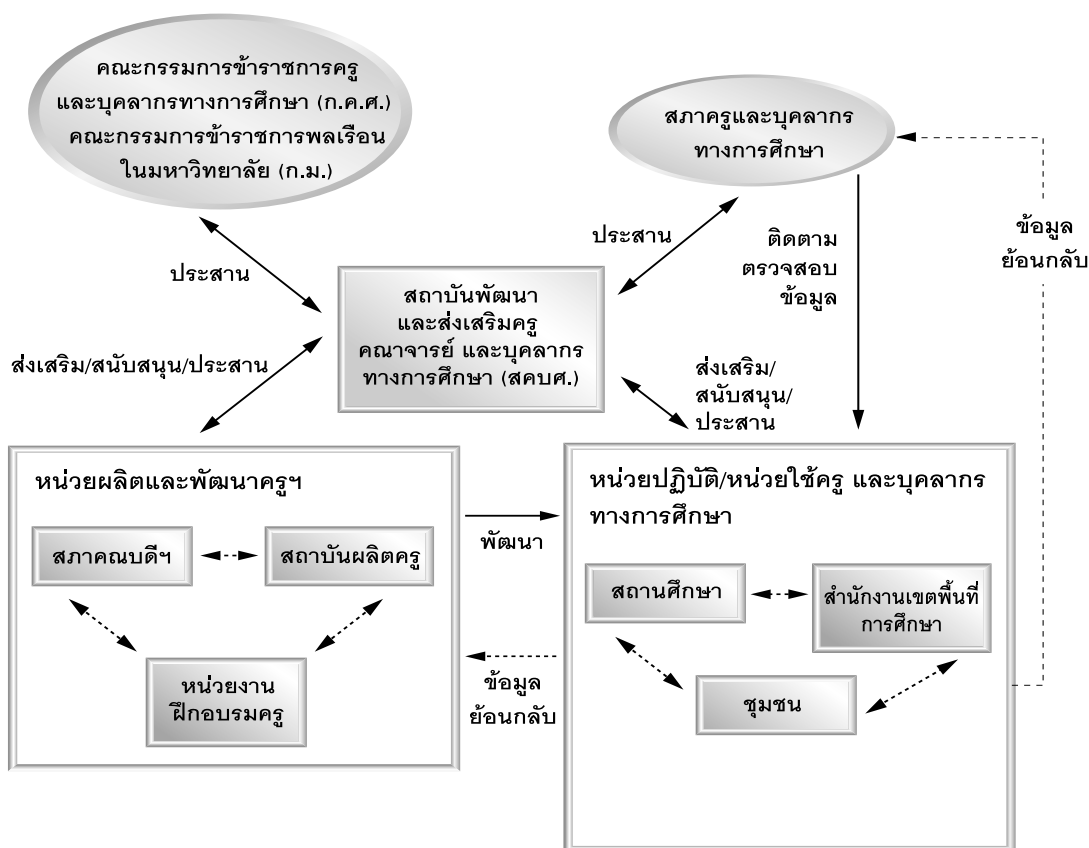 คณะกรรมการข้าราชการครู
และบุคลากรทางการศึกษา (ก.ค.ศ.)
คณะกรรมการข้าราชการพลเรือน
ในมหาวิทยาลัย (ก.ม.)
สภาครูและบุคลากร
ทางการศึกษา
ประสาน
ประสาน
ติดตาม
ตรวจสอบ
ข้อมูล
ข้อมูล
ย้อนกลับ
สถาบันพัฒนา
และส่งเสริมครู
คณาจารย์ และบุคลากร
ทางการศึกษา (สคบศ.)
ส่งเสริม/สนับสนุน/ประสาน
ส่งเสริม/
สนับสนุน/
ประสาน
หน่วยผลิตและพัฒนาครูฯ
สภาคณบดีฯ
สถาบันผลิตครู
หน่วยงาน
ฝึกอบรมครู
พัฒนา
ข้อมูล
ย้อนกลับ
หน่วยปฏิบัติ/หน่วยใช้ครู และบุคลากร
ทางการศึกษา
สถานศึกษา
สำนักงานเขตพื้นที่
การศึกษา
ชุมชน